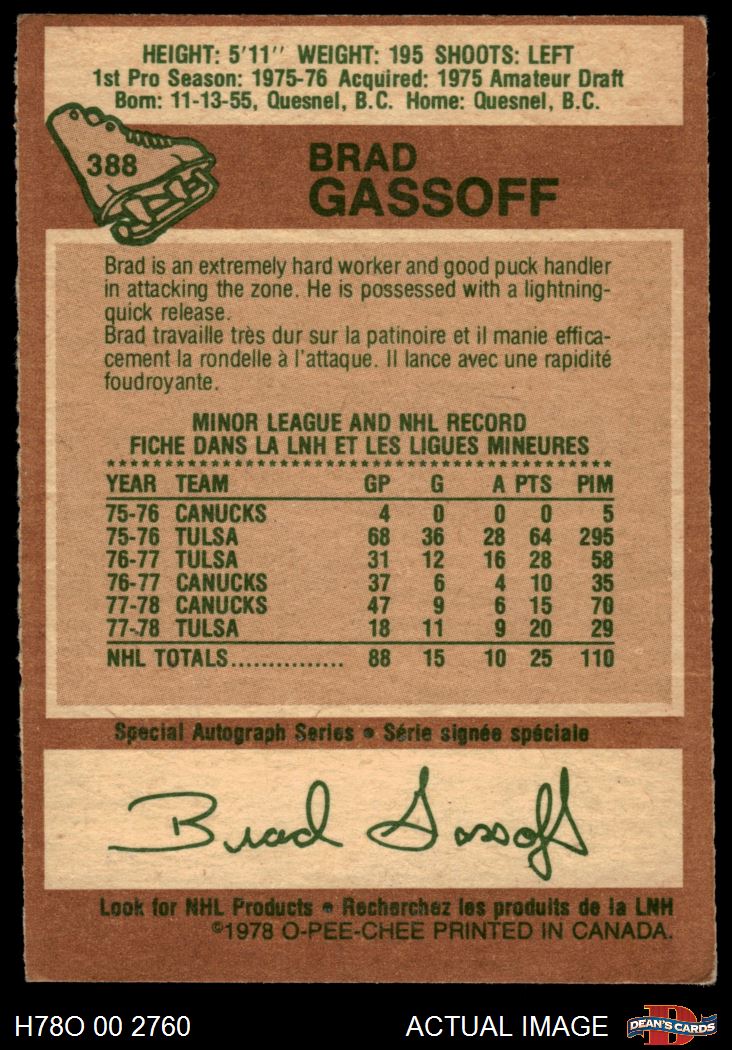 HEIGHT: 5'11'' WEIGHT: 195 SHOOTS: LEFT
1st Pro Season: 1975-76 Acquired: 1975 Amateur Draft
Born: 11-13-55, Quesnel, B.C. Home: Quesnel, B.C.
388
BRAD
GASSOFF
Brad is an extremely hard worker and good puck handler
in attacking the zone. He is possessed with a lightning-
quick release.
Brad travaille très dur sur la patinoire et il manie effica-
cement la rondelle à l'attaque. Il lance avec une rapidité
foudroyante.
MINOR LEAGUE AND NHL RECORD
FICHE DANS LA LNH ET LES LIGUES MINEURES
YEAR TEAM GP G A PTS PIM
75-76 CANUCKS 4 0 0 0 5
75-76 TULSA 68 36 28 64 295
76-77 TULSA 31 12 16 28 58
76-77 CANUCKS 37 6 4 10 35
77-78 CANUCKS 47 9 6 15 70
77-78 TULSA 18 11 9 20 29
NHL TOTALS............... 88 15 10 25 110
Special Autograph Series • Série signée spéciale
Brad Gassoff
Look for NHL Products • Recherchez les produits de la LNH
©1978 O-PEE-CHEE PRINTED IN CANADA.
H78O 00 2760 ACTUAL IMAGE D DEAN'S CARDS